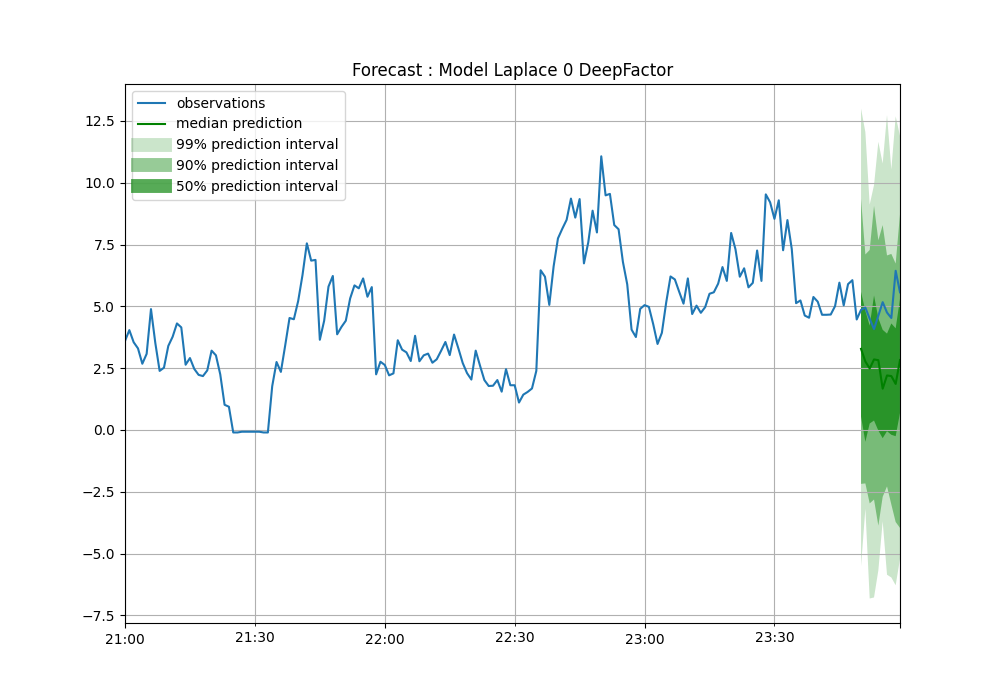 Forecast : Model Laplace 0 DeepFactor
observations
median prediction
99% prediction interval
90% prediction interval
50% prediction interval
12.5
10.0
7.5
5.0
2.5
0.0
−2.5
−5.0
−7.5
21:00
21:30
22:00
22:30
23:00
23:30